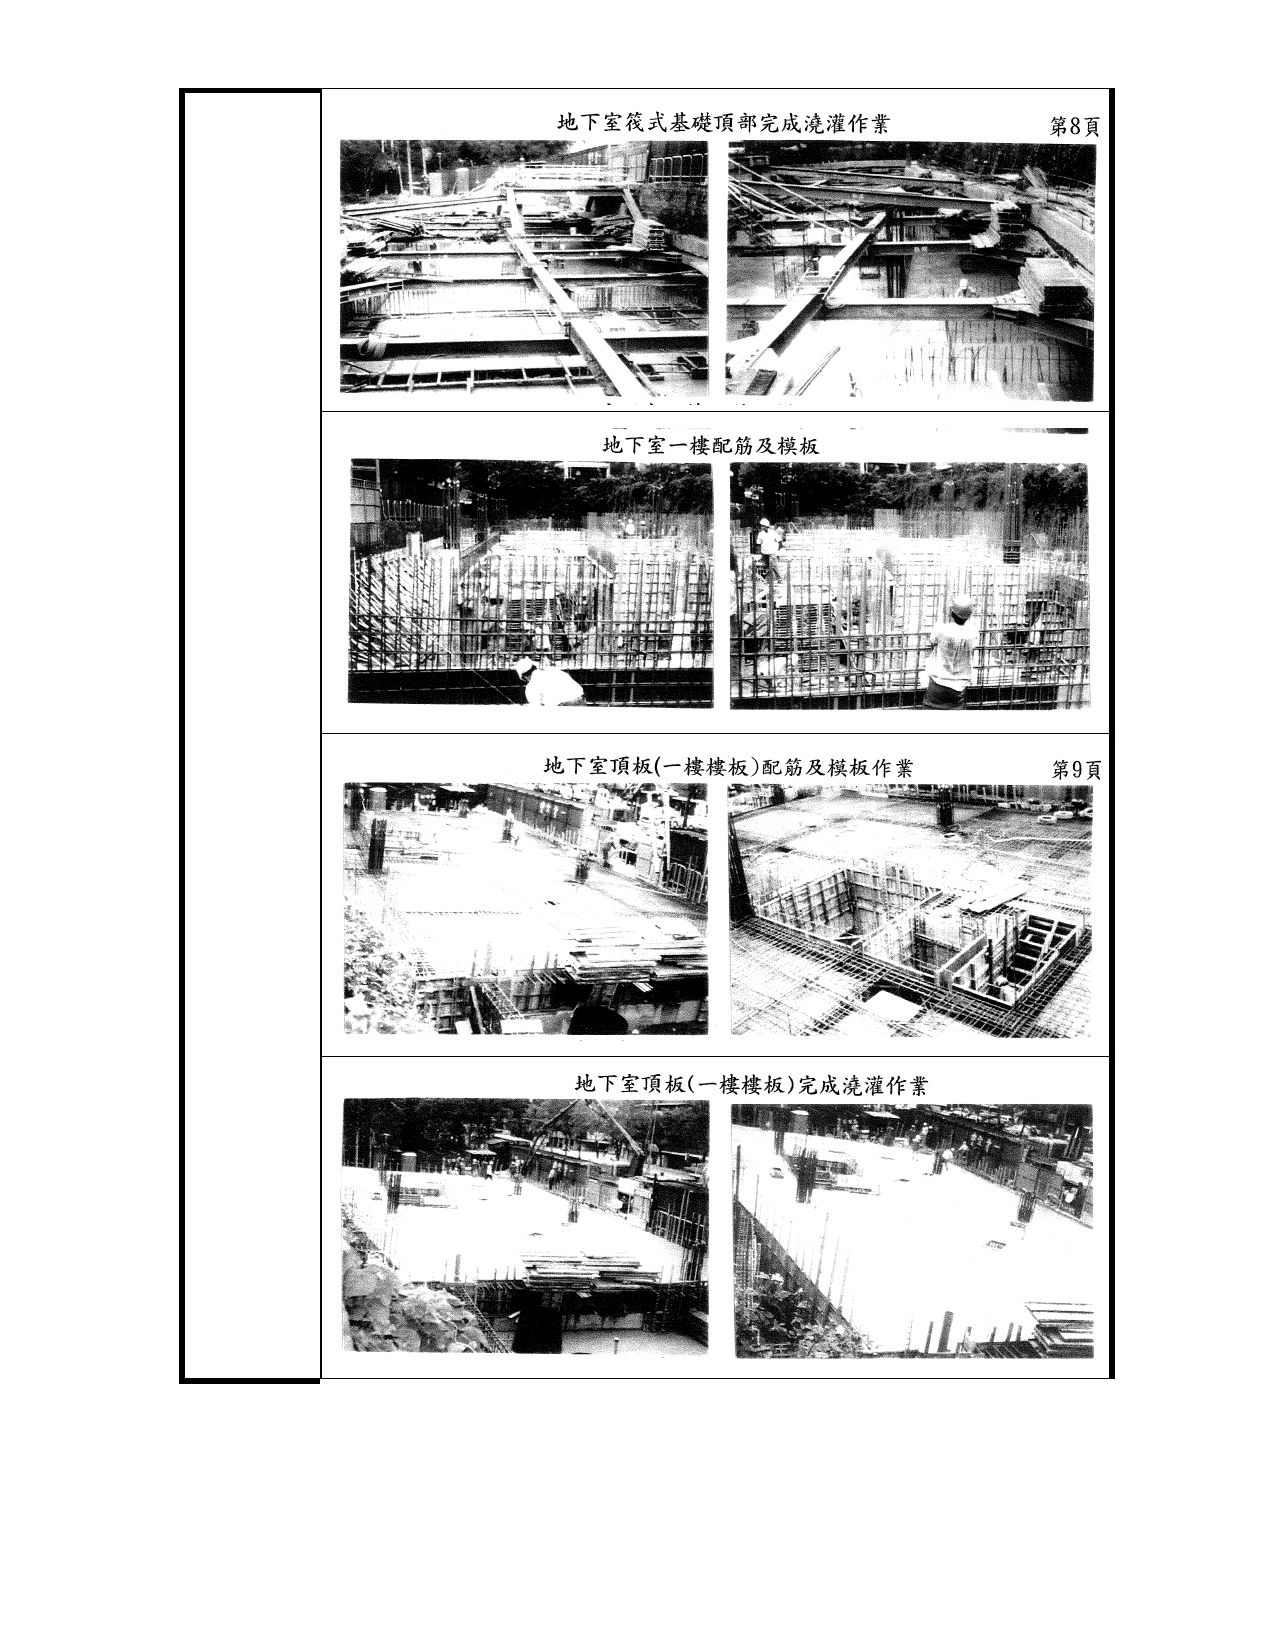 地下室筏式基礎頂部完成澆灌作業
第8頁
地下室一樓配筋及模板
地下室頂板(一樓樓板)配筋及模板作業
第9頁
地下室頂板(一樓樓板)完成澆灌作業